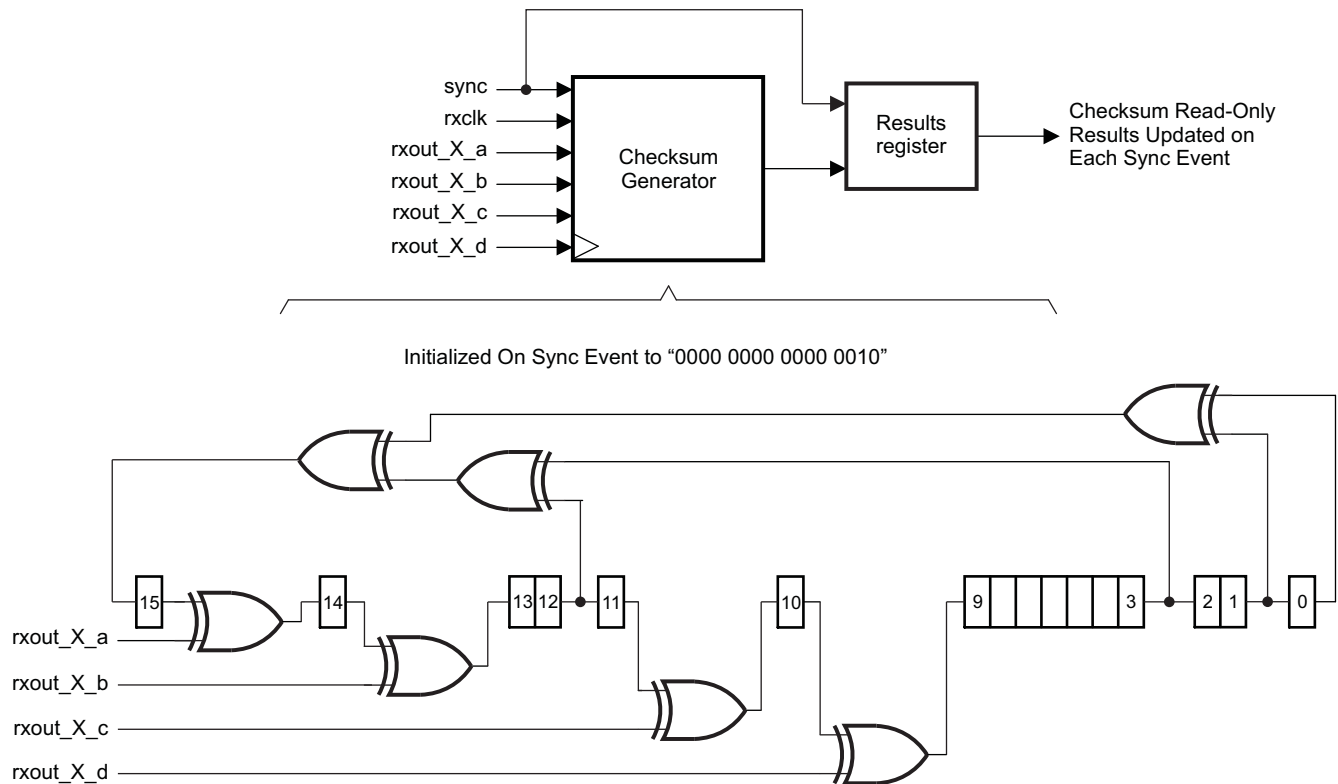 sync
rxclk
rxout_X_a
rxout_X_b
rxout_X_c
rxout_X_d
Checksum
Generator
Results
register
Checksum Read-Only
Results Updated on
Each Sync Event
Initialized On Sync Event to “0000 0000 0000 0010”
15
14
13 12
11
10
9
3
2 1
0
rxout_X_a
rxout_X_b
rxout_X_c
rxout_X_d